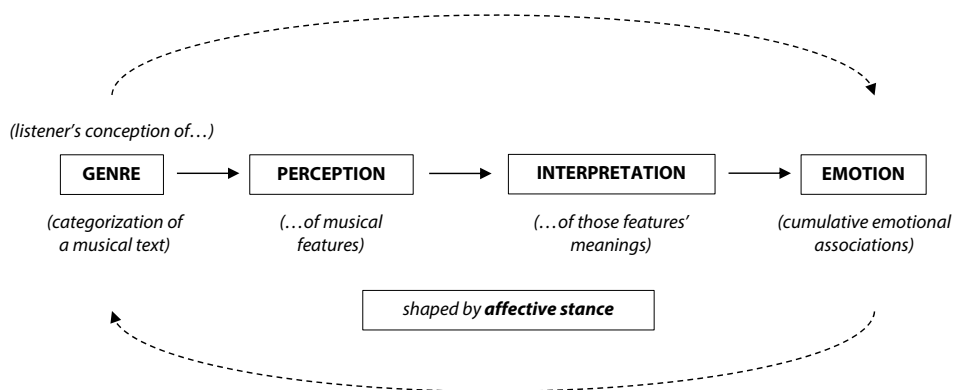 (listener's conception of…)
GENRE
PERCEPTION
INTERPRETATION
EMOTION
(categorization of
a musical text)
(…of musical
features)
(…of those features'
meanings)
(cumulative emotional
associations)
shaped by affective stance